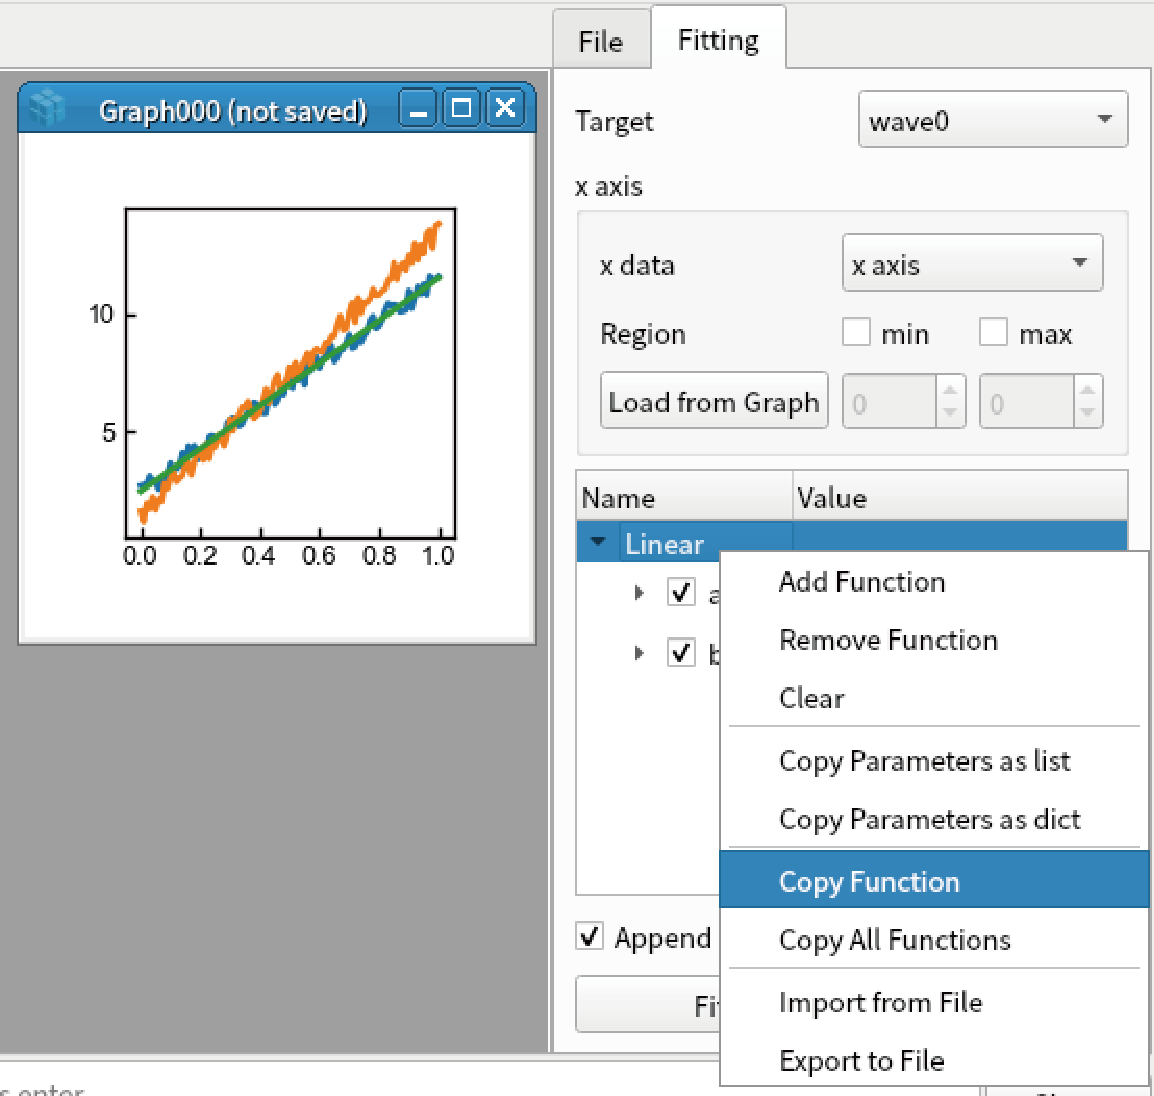 File
Fitting
Graph000 (not saved)
Target
wave0
x axis
x data
x axis
Region
min
max
Load from Graph
0
0
10
5
0.0 0.2 0.4 0.6 0.8 1.0
Name
Value
Linear
Add Function
Remove Function
Clear
Copy Parameters as list
Copy Parameters as dict
Copy Function
Copy All Functions
Append
Import from File
Export to File
enter